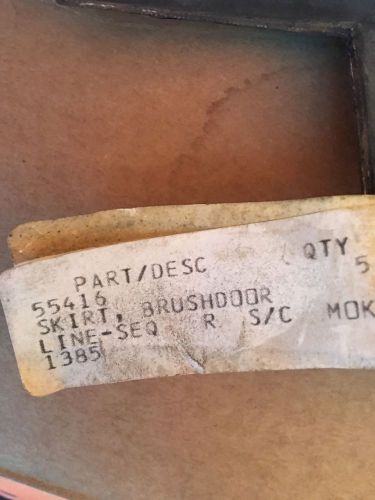 PART/DESC QTY
55416 5
SKIRT, BRUSHDOOR
LINE-SEQ R S/C MOK
1385